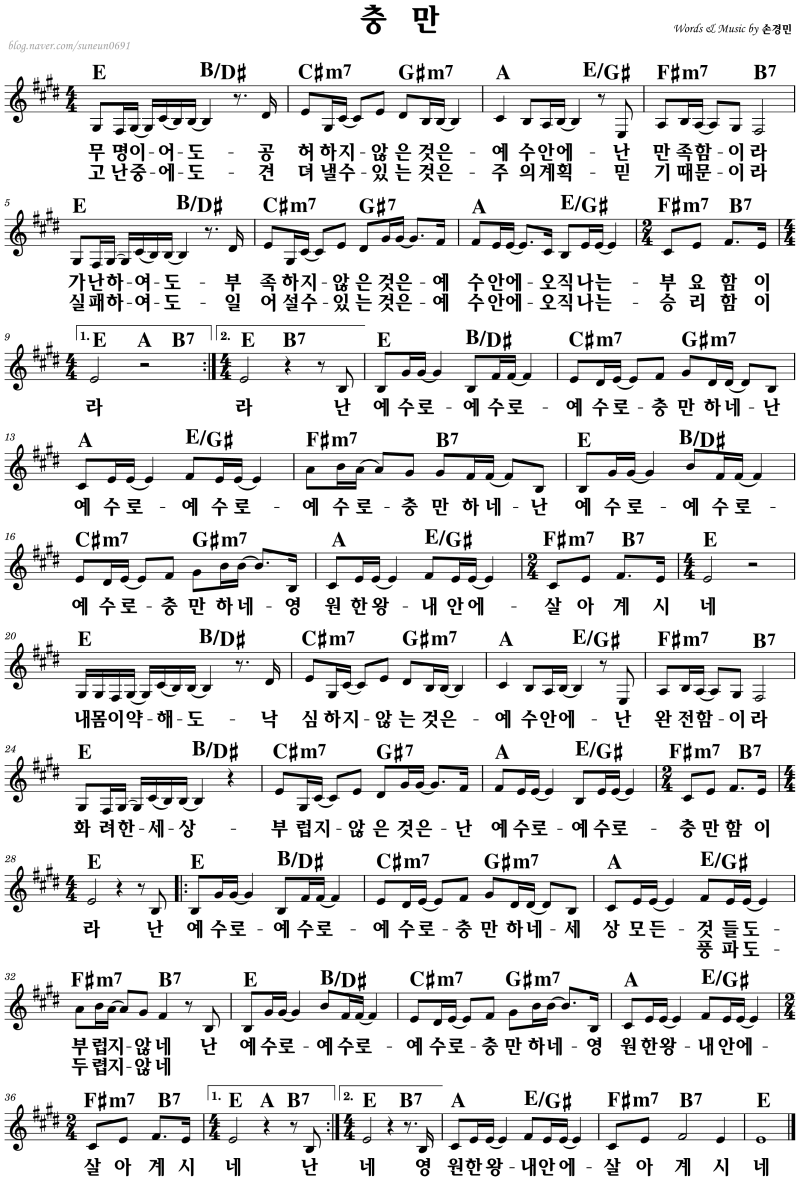 충 만
Words & Music by 손경민
blog.naver.com/suneun0691
E B/D♯ C♯m7 G♯m7 A E/G♯ F♯m7 B7
무 명이-어-도 - 공 허 하지-않 은 것은- 예 수안에- 난 만 족함-이 라
고 난중-에-도 - 견 뎌 낼수-있 는 것은- 주 의계획- 믿 기 때문-이 라
5 E B/D♯ C♯m7 G♯7 A E/G♯ F♯m7 B7
가난하-여-도 - 부 족 하지-않 은 것은-예 수안에-오직나는- 부 요 함 이
실패하-여-도 - 일 어 설수-있 는 것은-예 수안에-오직나는- 승 리 함 이
9 1. E A B7 2. E B7 E B/D♯ C♯m7 G♯m7
라 라 난 예 수로-예 수로- 예 수로-충 만 하네-난
13 A E/G♯ F♯m7 B7 E B/D♯
예 수 로-예 수 로- 예 수 로-충 만 하 네-난 예 수 로-예 수 로-
16 C♯m7 G♯m7 A E/G♯ F♯m7 B7 E
예 수로-충 만 하네-영 원 한왕-내 안에- 살 아 계 시 네
20 E B/D♯ C♯m7 G♯m7 A E/G♯ F♯m7 B7
내몸이약-해-도 - 낙 심 하지-않 는 것은- 예 수안에- 난 완 전함-이 라
24 E B/D♯ C♯m7 G♯7 A E/G♯ F♯m7 B7
화 려한-세-상 - 부 럽지-않 은 것은-난 예수로-예수로- 충 만 함 이
28 E E B/D♯ C♯m7 G♯m7 A E/G♯
라 난 예 수로-예수로- 예 수로-충 만 하네-세 상 모든-것 들도-
풍 파도-
32 F♯m7 B7 E B/D♯ C♯m7 G♯m7 A E/G♯
부 럽지-않네 난 예수로-예수로- 예 수로-충 만 하네-영 원한왕-내안에-
두 렵지-않네
36 F♯m7 B7 1. E A B7 2. E B7 A E/G♯ F♯m7 B7 E
살 아 계 시 네 난 네 영 원한왕-내안에-살 아 계 시 네